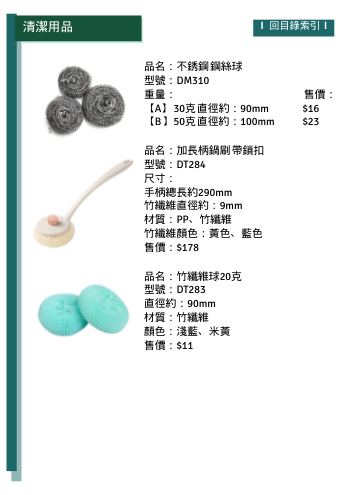 清潔用品
I 回目錄索引 I
品名：不銹鋼鋼絲球
型號：DM310
重量： 售價：
【A】30克直徑約：90mm $16
【B】50克直徑約：100mm $23
品名：加長柄鍋刷帶鎖扣
型號：DT284
尺寸：
手柄總長約290mm
竹纖維直徑約：9mm
材質：PP、竹纖維
竹纖維顏色：黃色、藍色
售價：$178
品名：竹纖維球20克
型號：DT283
直徑約：90mm
材質：竹纖維
顏色：淺藍、米黃
售價：$11